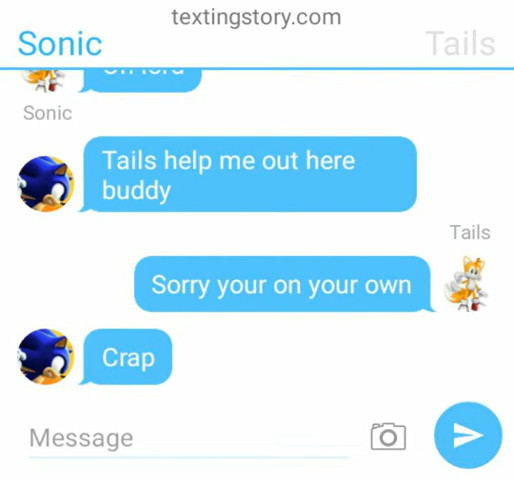 textingstory.com
Sonic
Tails
Sonic
Tails help me out here
buddy
Tails
Sorry your on your own
Crap
Message